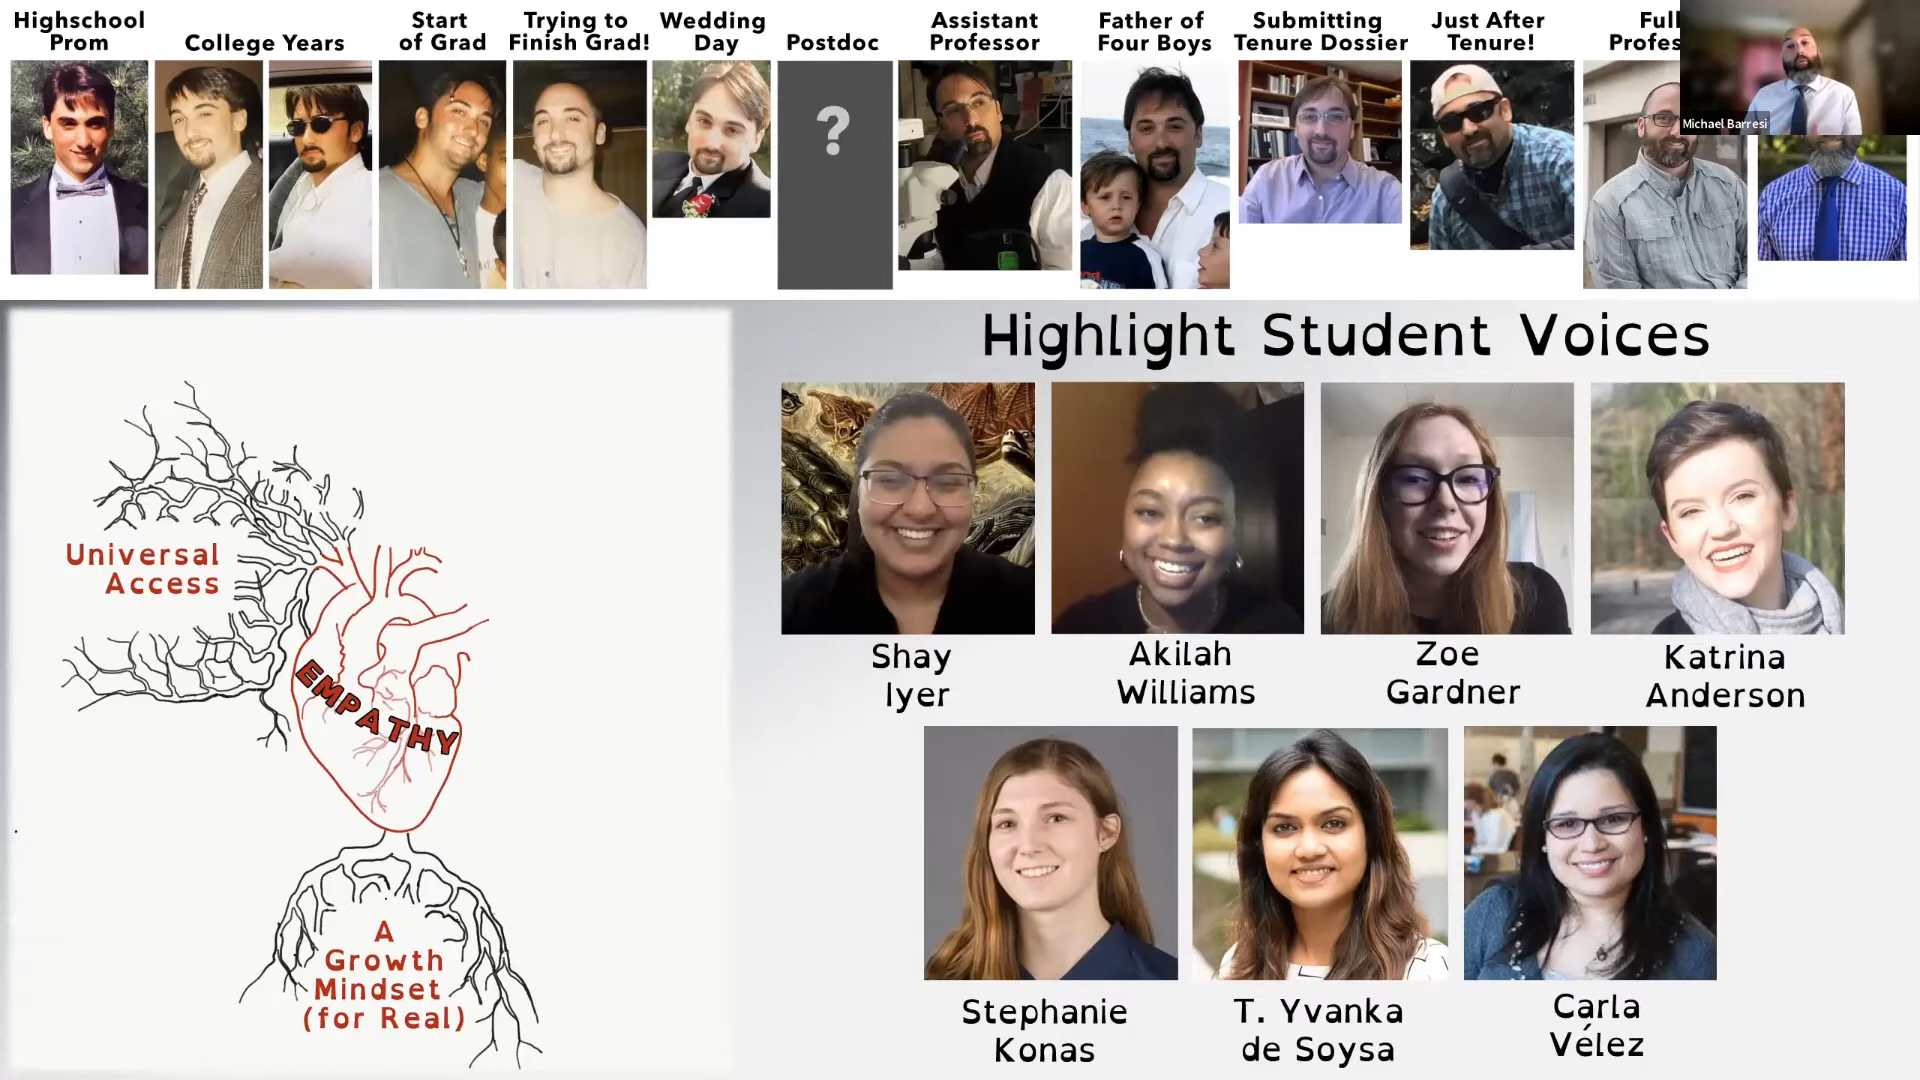 Highschool
Prom
College Years
Start
of Grad
Trying to
Finish Grad!
Wedding
Day
Postdoc
?
Assistant
Professor
Father of
Four Boys
Submitting
Tenure Dossier
Just After
Tenure!
Full
Michael Barresi
Highlight Student Voices
Universal
Access
EMPATHY
A
Growth
Mindset
(for Real)
Shay
Iyer
Akilah
Williams
Zoe
Gardner
Katrina
Anderson
Stephanie
Konas
T. Yvanka
de Soysa
Carla
Vélez